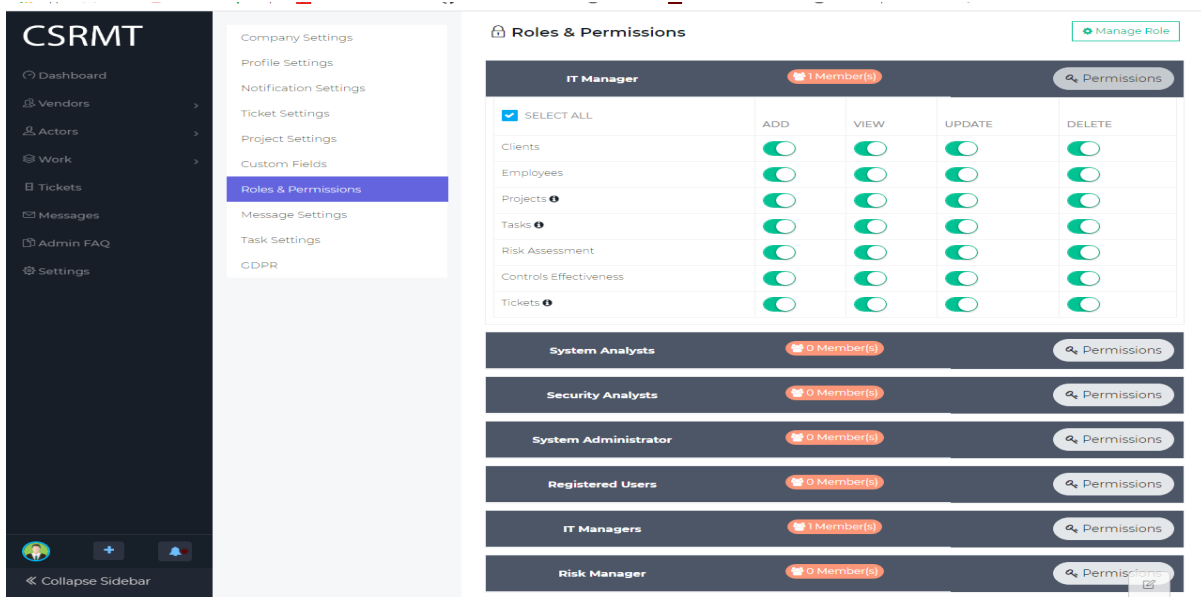 CSRMT
Dashboard
Vendors
Actors
Work
Tickets
Messages
Admin FAQ
Settings
Collapse Sidebar
Company Settings
Profile Settings
Notification Settings
Ticket Settings
Project Settings
Custom Fields
Roles & Permissions
Message Settings
Task Settings
GDPR
Roles & Permissions
Manage Role
IT Manager 1 Member(s) Permissions
SELECT ALL ADD VIEW UPDATE DELETE
Clients
Employees
Projects
Tasks
Risk Assessment
Controls Effectiveness
Tickets
System Analysts 0 Member(s) Permissions
Security Analysts 0 Member(s) Permissions
System Administrator 0 Member(s) Permissions
Registered Users 0 Member(s) Permissions
IT Managers 1 Member(s) Permissions
Risk Manager 0 Member(s) Permissions